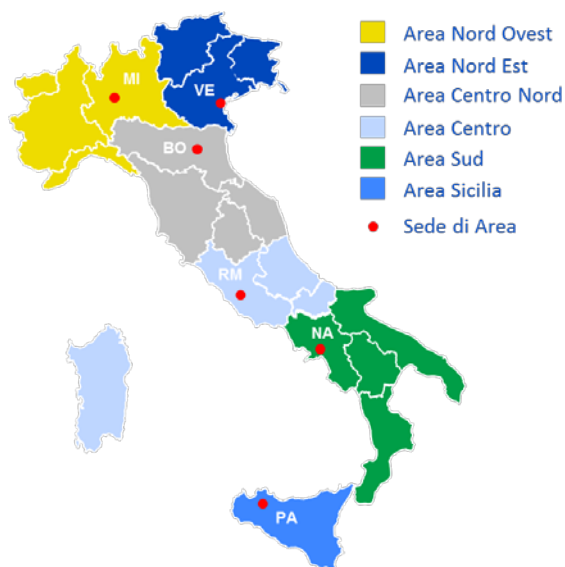 Area Nord Ovest
Area Nord Est
Area Centro Nord
Area Centro
Area Sud
Area Sicilia
Sede di Area
MI
VE
BO
RM
NA
PA